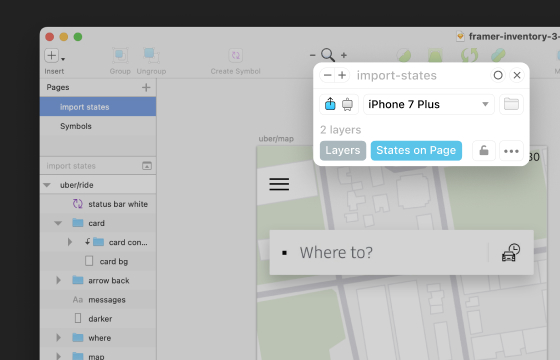 framer-inventory-3-
Insert
Group
Ungroup
Create Symbol
import-states
Pages
import states
Symbols
iPhone 7 Plus
2 layers
Layers
States on Page
import states
uber/map
30
uber/ride
status bar white
card
card con...
card bg
arrow back
Aa messages
darker
where
map
Where to?